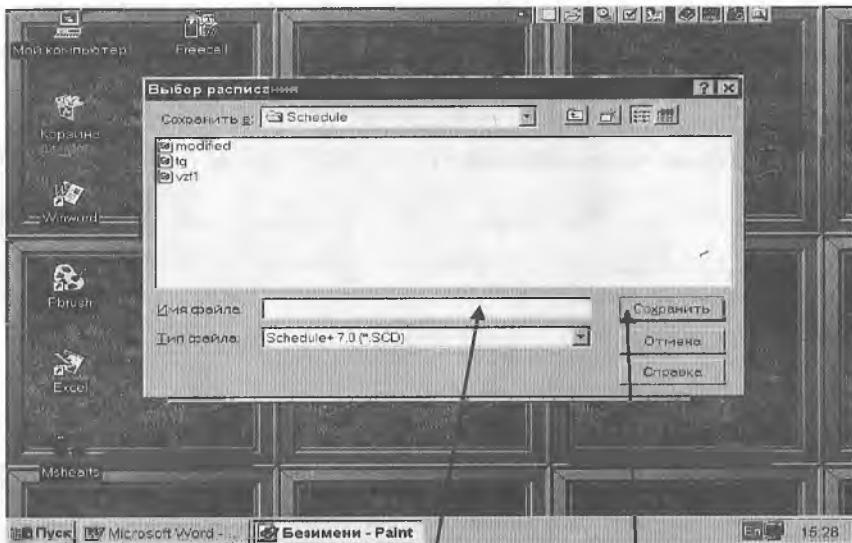 Мой компьютер
Freecell
Выбор расписания
Сохранить в:
Schedule
Корзина
modified
tg
vzf1
Winword
Pbrush
Имя файла:
Сохранить
Тип файла:
Schedule+ 7.0 (*.SCD)
Отмена
Справка
Excel
Mshearts
Пуск
Microsoft Word - ...
Безимени - Paint
En
15:28